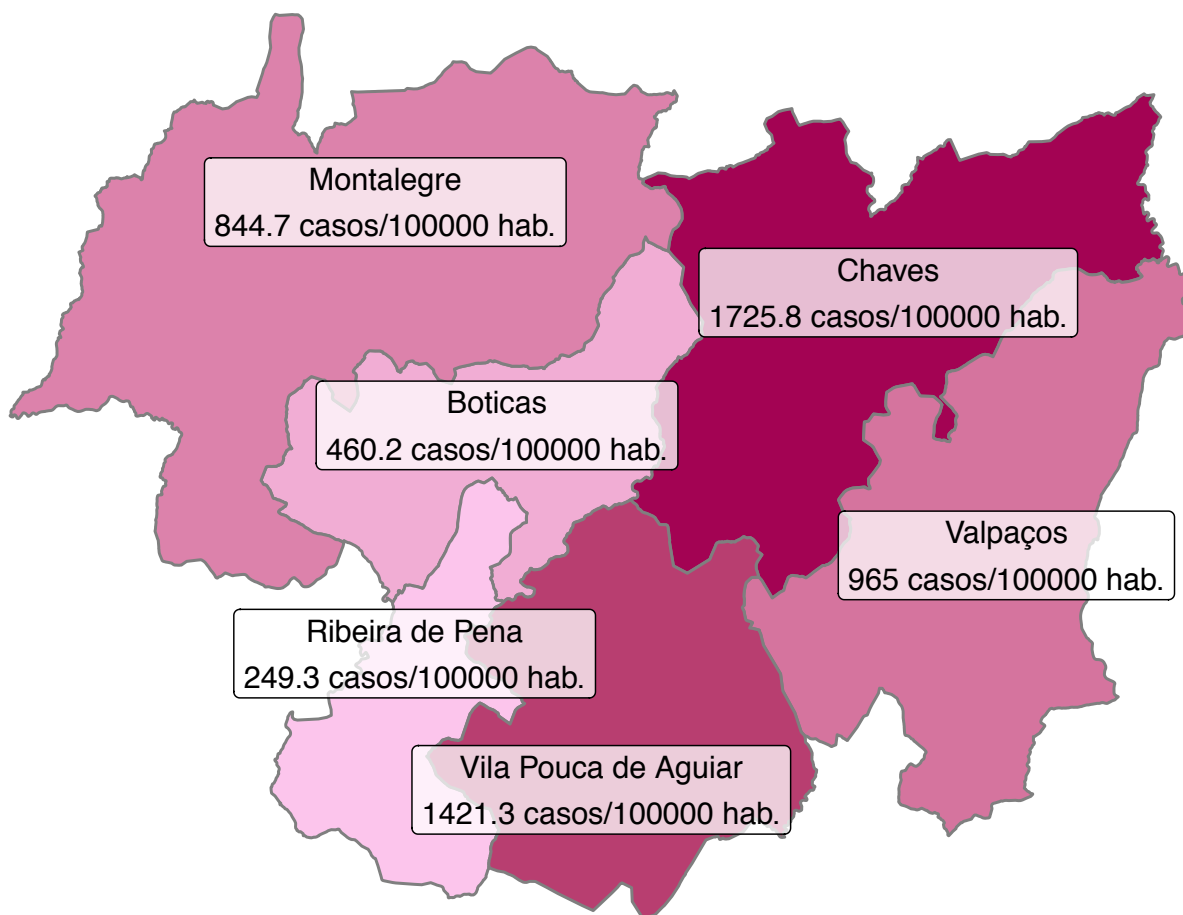 Montalegre
844.7 casos/100000 hab.
Chaves
1725.8 casos/100000 hab.
Boticas
460.2 casos/100000 hab.
Valpaços
965 casos/100000 hab.
Ribeira de Pena
249.3 casos/100000 hab.
Vila Pouca de Aguiar
1421.3 casos/100000 hab.